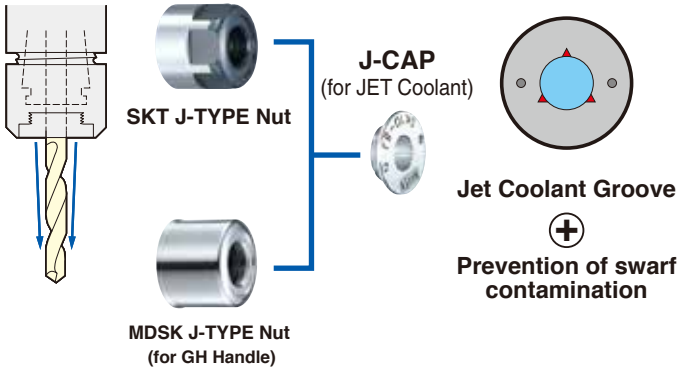 SKT J-TYPE Nut
MDSK J-TYPE Nut
(for GH Handle)
J-CAP
(for JET Coolant)
Jet Coolant Groove
+
Prevention of swarf
contamination